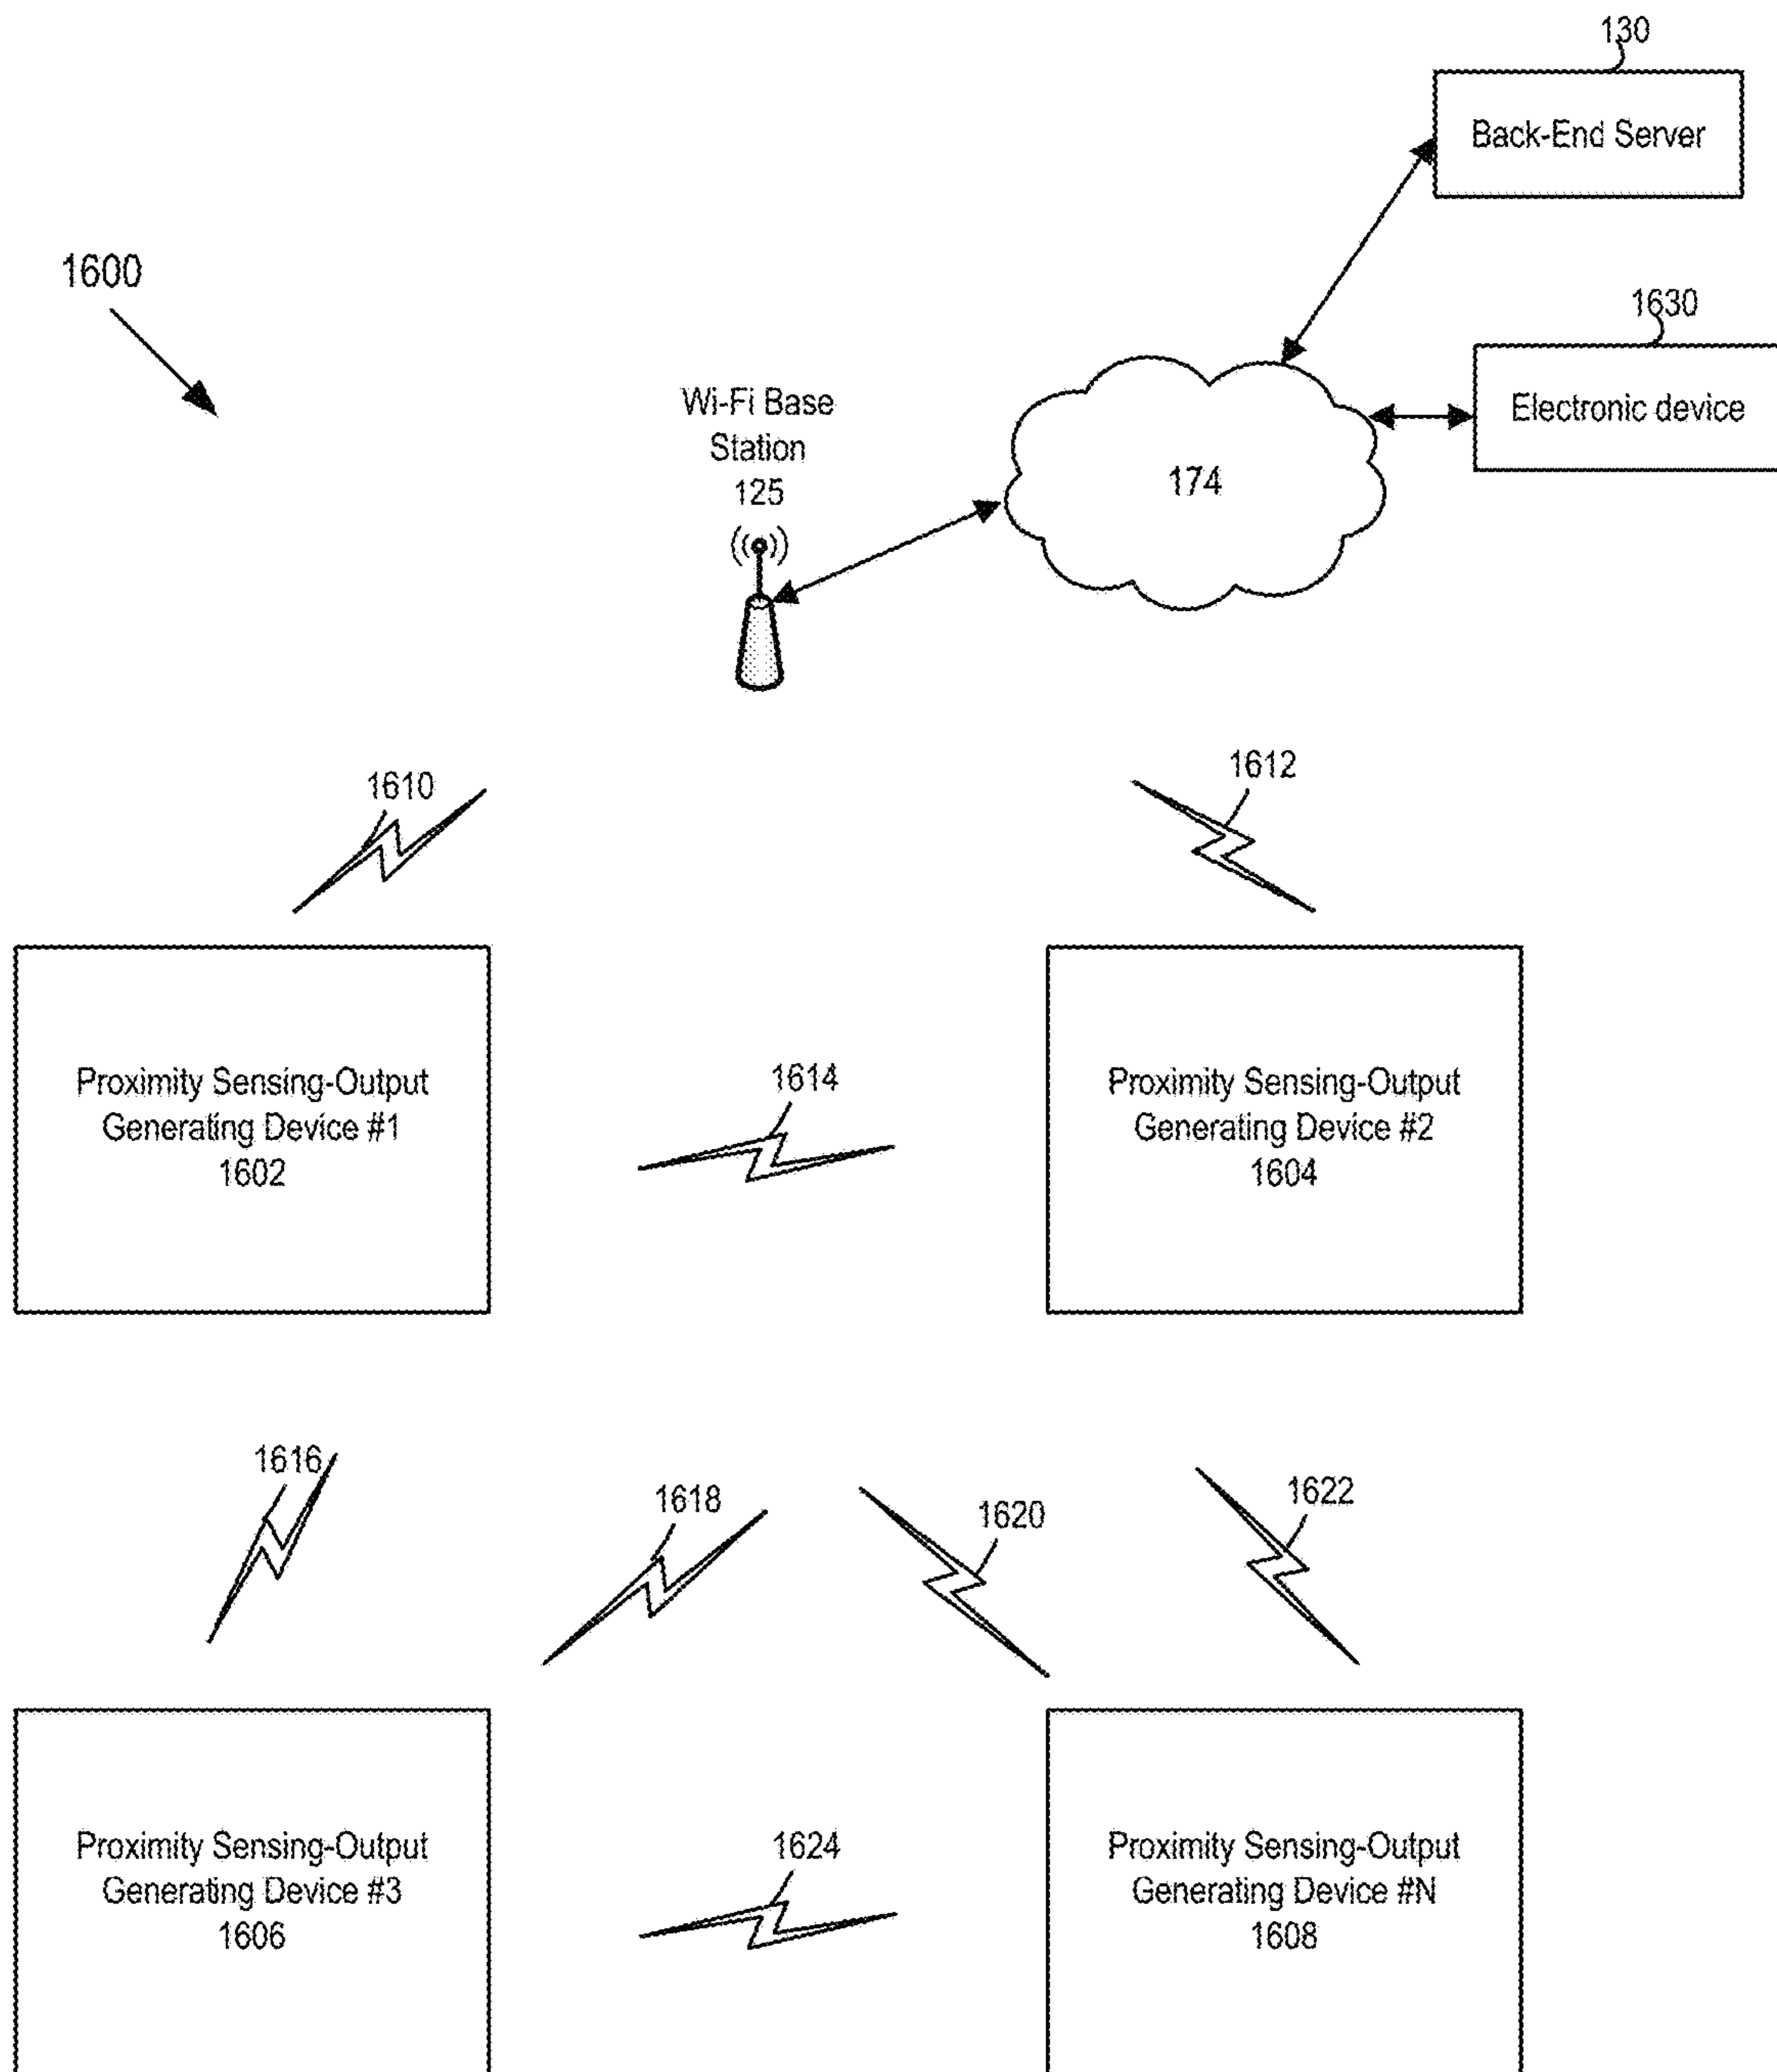 130
Back-End Server
1600
1630
Electronic device
Wi-Fi Base
Station
125
174
1610
1612
Proximity Sensing-Output
Generating Device #1
1602
1614
Proximity Sensing-Output
Generating Device #2
1604
1616
1618
1620
1622
Proximity Sensing-Output
Generating Device #3
1606
1624
Proximity Sensing-Output
Generating Device #N
1608